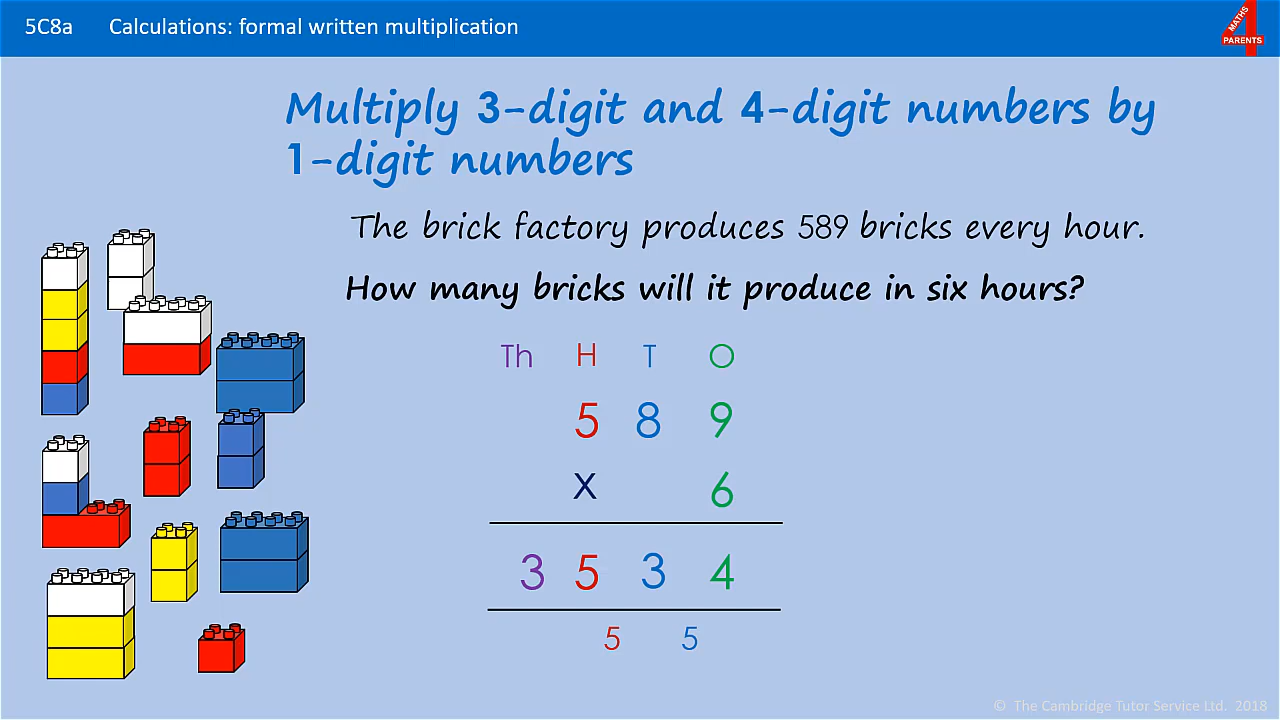 5C8a Calculations: formal written multiplication
MATHS
4
PARENTS
Multiply 3-digit and 4-digit numbers by
1-digit numbers
The brick factory produces 589 bricks every hour.
How many bricks will it produce in six hours?
Th H T O
5 8 9
x 6
3 5 3 4
5 5
© The Cambridge Tutor Service Ltd. 2018